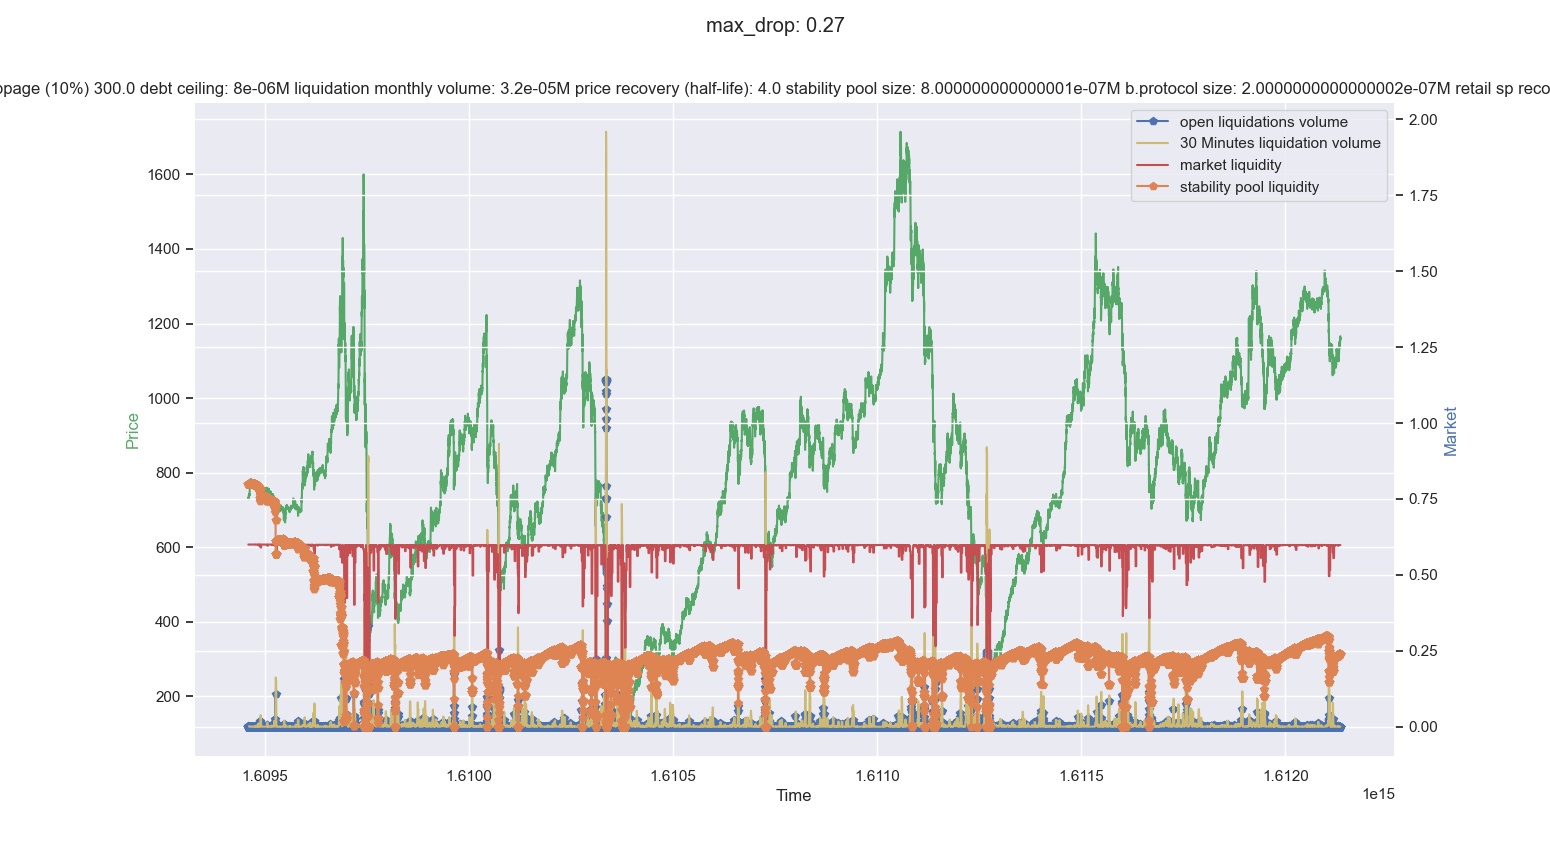 max_drop: 0.27
page (10%) 300.0 debt ceiling: 8e-06M liquidation monthly volume: 3.2e-05M price recovery (half-life): 4.0 stability pool size: 8.000000000000001e-07M b.protocol size: 2.0000000000000002e-07M retail sp reco
open liquidations volume
30 Minutes liquidation volume
market liquidity
stability pool liquidity
1600
1400
1200
1000
800
600
400
200
Price
2.00
1.75
1.50
1.25
1.00
0.75
0.50
0.25
0.00
Market
1.6095 1.6100 1.6105 1.6110 1.6115 1.6120
Time
1e15